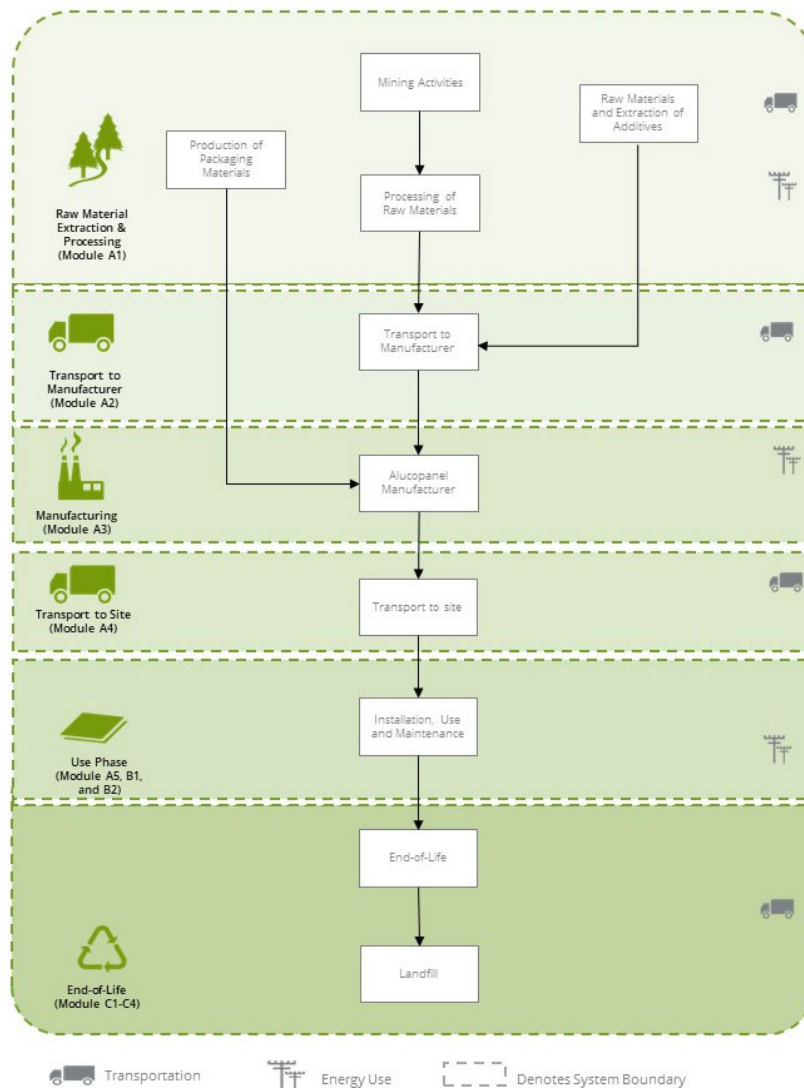 Mining Activities
Raw Materials
and Extraction of
Additives
Production of
Packaging
Materials
Processing of
Raw Materials
Raw Material
Extraction &
Processing
(Module A1)
Transport to
Manufacturer
Transport to
Manufacturer
(Module A2)
Alucopanel
Manufacturer
Manufacturing
(Module A3)
Transport to site
Transport to Site
(Module A4)
Installation, Use
and Maintenance
Use Phase
(Module A5, B1,
and B2)
End-of-Life
Landfill
End-of-Life
(Module C1-C4)
Transportation
Energy Use
Denotes System Boundary